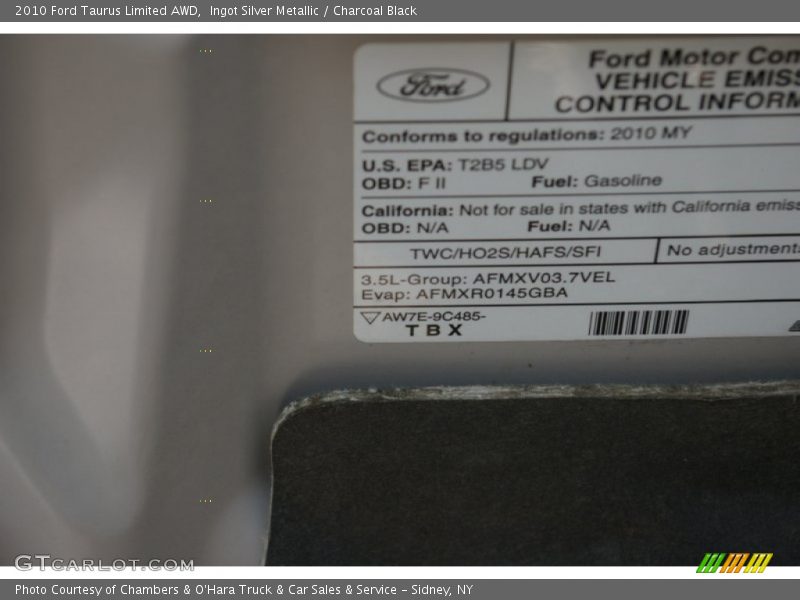 2010 Ford Taurus Limited AWD, Ingot Silver Metallic / Charcoal Black
Ford
Ford Motor Com
VEHICLE EMISS
CONTROL INFORM
Conforms to regulations: 2010 MY
U.S. EPA: T2B5 LDV
OBD: F II Fuel: Gasoline
California: Not for sale in states with California emiss
OBD: N/A Fuel: N/A
TWC/HO2S/HAFS/SFI No adjustments
3.5L-Group: AFMXV03.7VEL
Evap: AFMXR0145GBA
AW7E-9C485-
TBX
GTCARLOT.COM
Photo Courtesy of Chambers & O'Hara Truck & Car Sales & Service - Sidney, NY